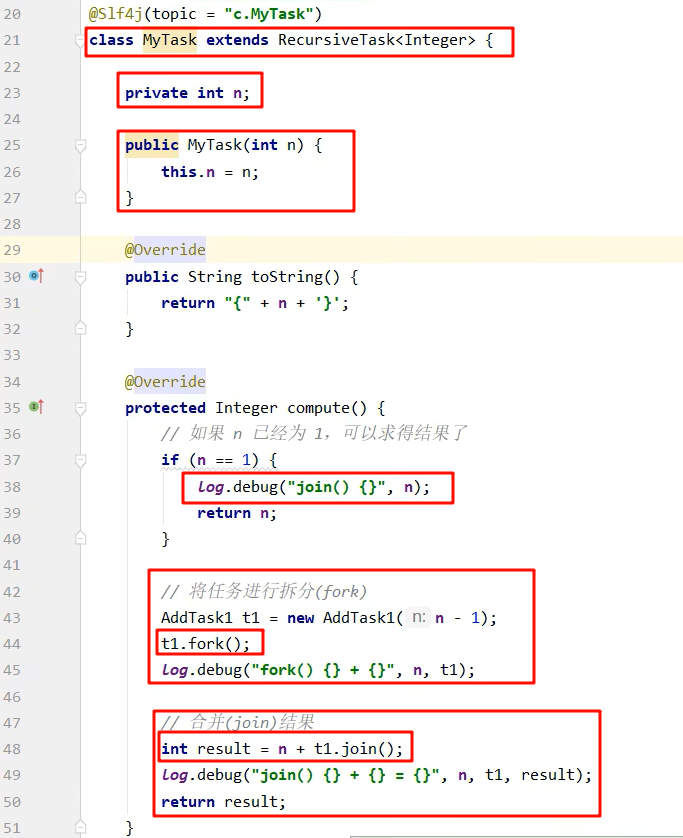 20 @Slf4j(topic = "c.MyTask")
21 class MyTask extends RecursiveTask<Integer> {
22
23 private int n;
24
25 public MyTask(int n) {
26 this.n = n;
27 }
28
29 @Override
30 public String toString() {
31 return "{" + n + '}';
32 }
33
34 @Override
35 protected Integer compute() {
36 // 如果 n 已经为 1，可以求得结果了
37 if (n == 1) {
38 log.debug("join() {}", n);
39 return n;
40 }
41
42 // 将任务进行拆分(fork)
43 AddTask1 t1 = new AddTask1( n: n - 1);
44 t1.fork();
45 log.debug("fork() {} + {}", n, t1);
46
47 // 合并(join)结果
48 int result = n + t1.join();
49 log.debug("join() {} + {} = {}", n, t1, result);
50 return result;
51 }